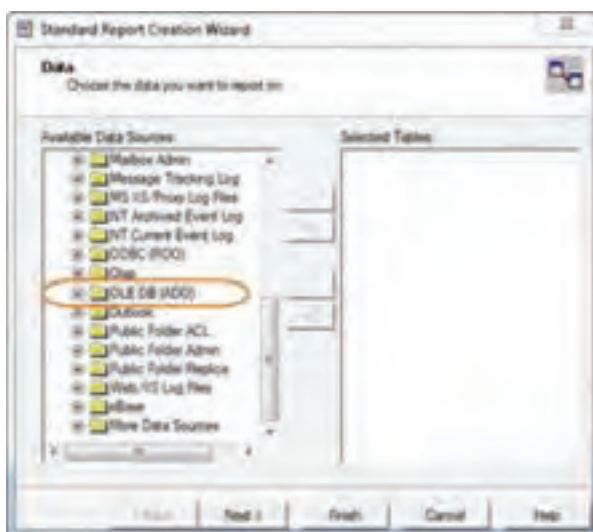 Standard Report Creation Wizard
Data
Choose the data you want to report on.
Available Data Sources:
Selected Tables:
Mailbox Admin
Message Tracking Log
MS IIS/Proxy Log Files
NT Archived Event Log
NT Current Event Log
ODBC (RDO)
Olap
OLE DB (ADO)
Outlook
Public Folder ACL
Public Folder Admin
Public Folder Replica
Web/IIS Log Files
xBase
More Data Sources
Next >
Finish
Cancel
Help